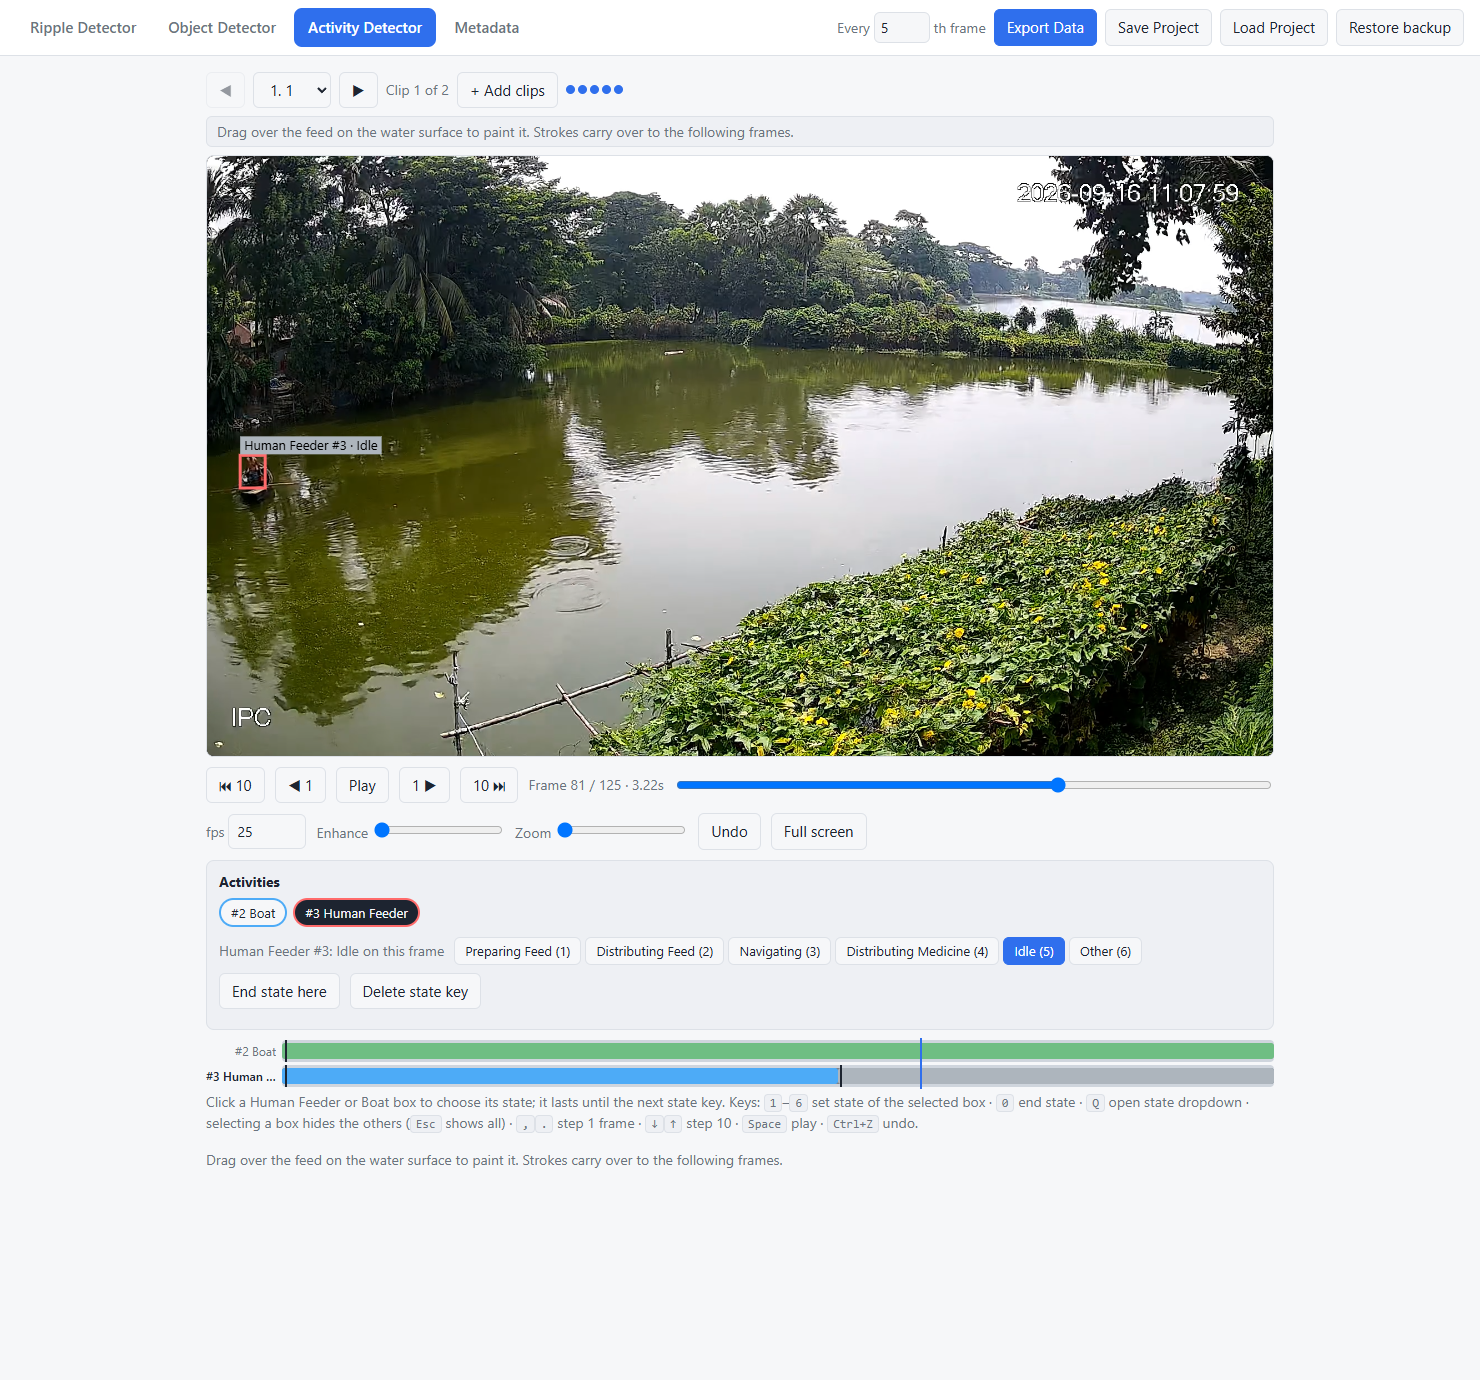 Ripple Detector Object Detector Activity Detector Metadata Every 5 th frame Export Data Save Project Load Project Restore backup
◀ 1. 1 ▶ Clip 1 of 2 + Add clips
Drag over the feed on the water surface to paint it. Strokes carry over to the following frames.
2026-09-16 11:07:59
Human Feeder #3 · Idle
IPC
⏮ 10 ◀ 1 Play 1 ▶ 10 ⏭ Frame 81 / 125 · 3.22s
fps 25 Enhance Zoom Undo Full screen
Activities
#2 Boat #3 Human Feeder
Human Feeder #3: Idle on this frame Preparing Feed (1) Distributing Feed (2) Navigating (3) Distributing Medicine (4) Idle (5) Other (6)
End state here Delete state key
#2 Boat
#3 Human ...
Click a Human Feeder or Boat box to choose its state; it lasts until the next state key. Keys: 1 – 6 set state of the selected box · 0 end state · Q open state dropdown ·
selecting a box hides the others (Esc shows all) · , . step 1 frame · ↓ ↑ step 10 · Space play · Ctrl+Z undo.
Drag over the feed on the water surface to paint it. Strokes carry over to the following frames.